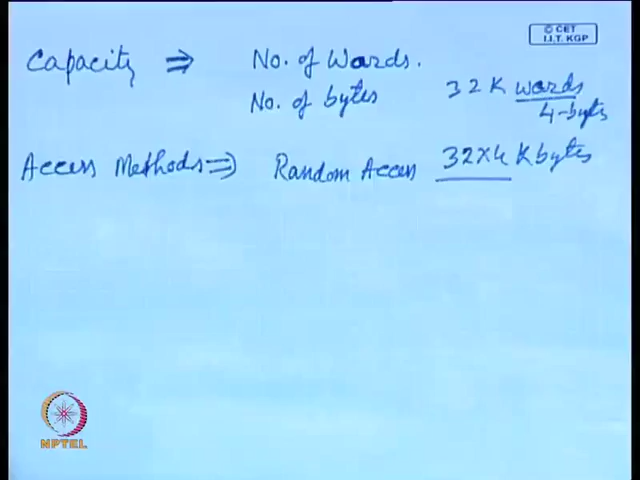 © CET
I.I.T. KGP
Capacity ⇒ No. of Words.
No. of bytes 32K words
4-bytes
Access Methods ⇒ Random Access 32×4 K bytes
NPTEL